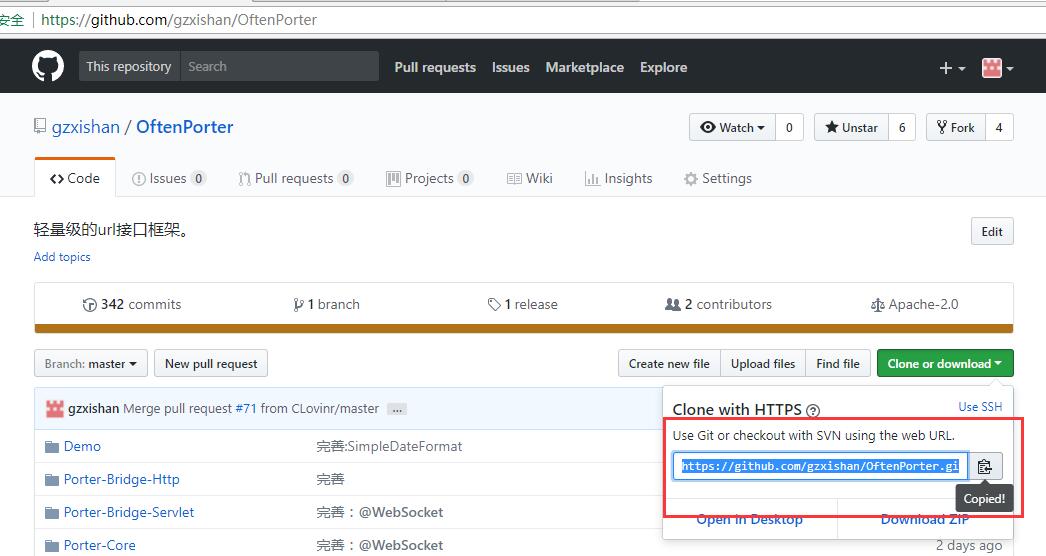 安全 https://github.com/gzxishan/OftenPorter
This repository Search Pull requests Issues Marketplace Explore
gzxishan / OftenPorter Watch 0 Unstar 6 Fork 4
Code Issues 0 Pull requests 0 Projects 0 Wiki Insights Settings
轻量级的url接口框架。 Edit
Add topics
342 commits 1 branch 1 release 2 contributors Apache-2.0
Branch: master New pull request Create new file Upload files Find file Clone or download
gzxishan Merge pull request #71 from CLovinr/master ...
Clone with HTTPS Use SSH
Use Git or checkout with SVN using the web URL.
https://github.com/gzxishan/OftenPorter.gi
Copied!
Open in Desktop Download ZIP
Demo 完善:SimpleDateFormat
Porter-Bridge-Http 完善
Porter-Bridge-Servlet 完善：@WebSocket
Porter-Core 完善：@WebSocket 2 days ago